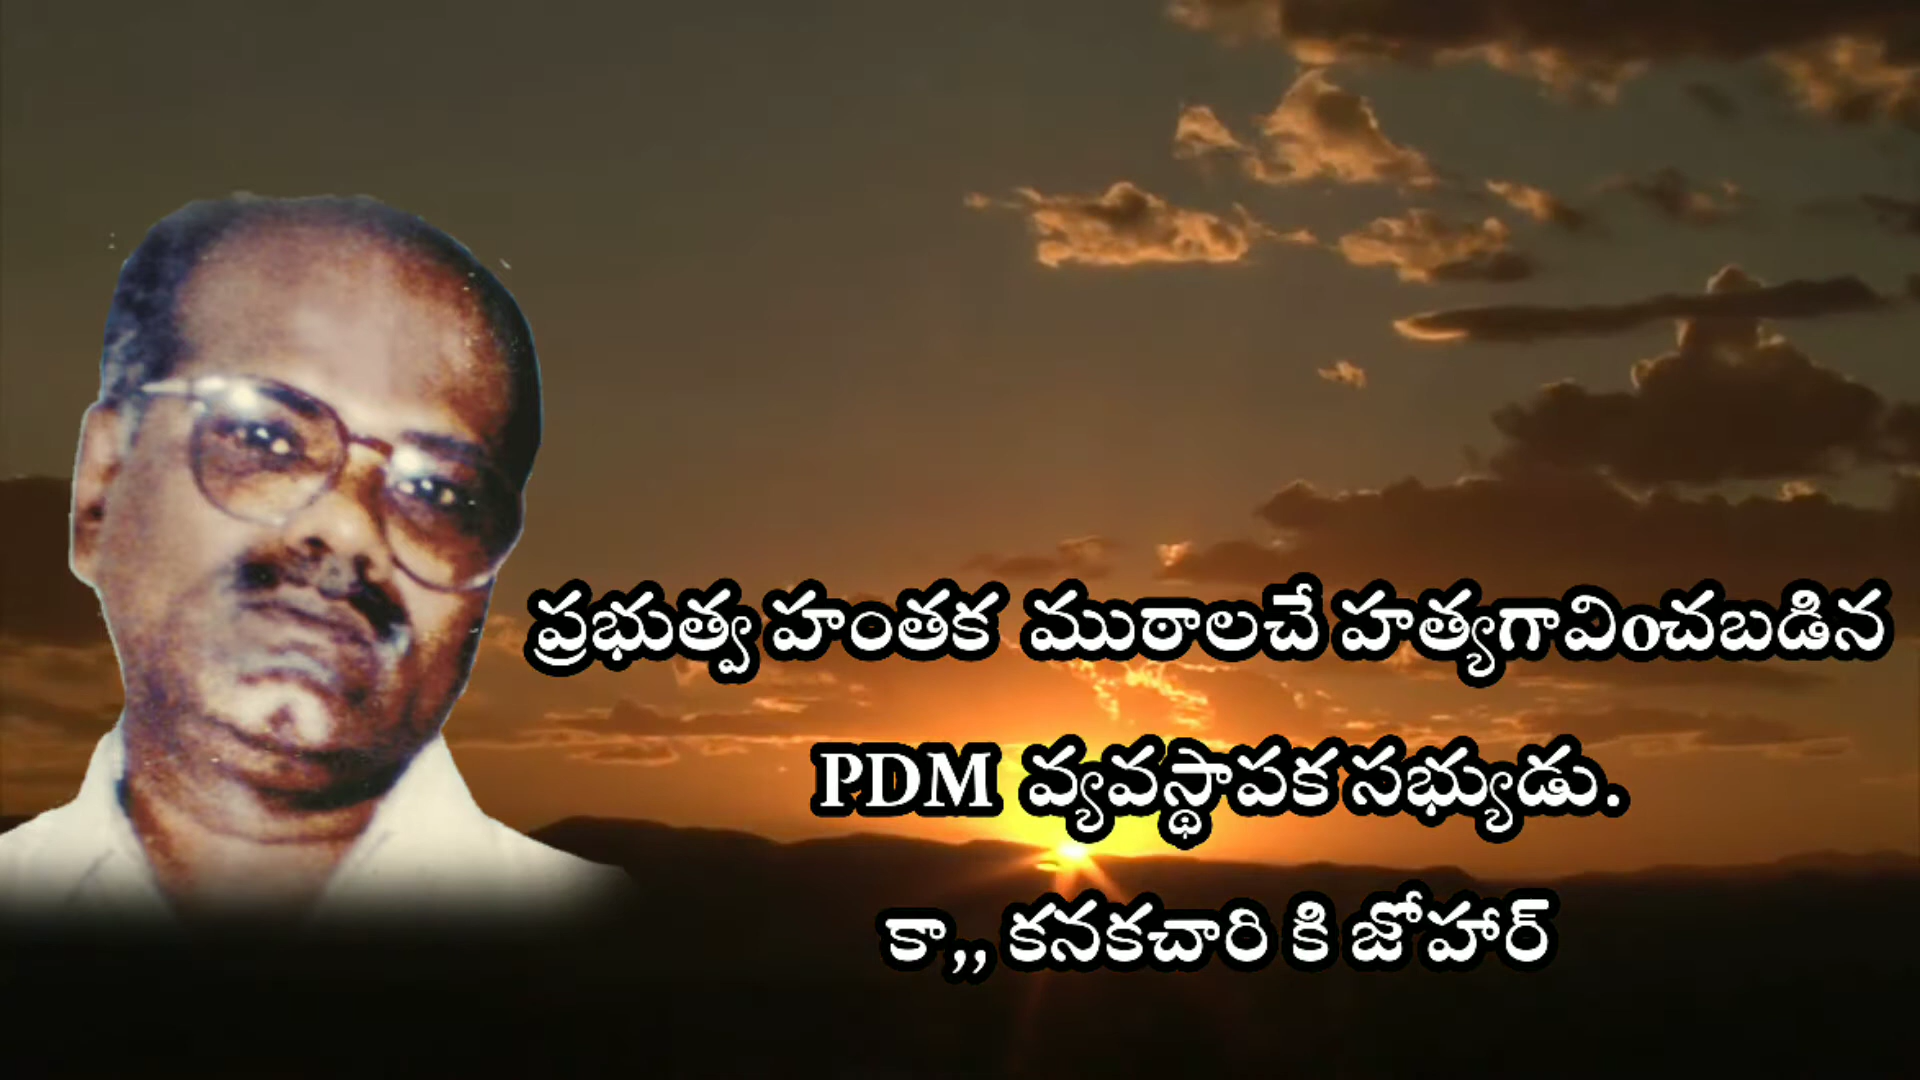 ప్రభుత్వ హంతక ముఠాలచే హత్యగావించబడిన
PDM వ్యవస్థాపక సభ్యుడు.
కా,, కనకచారి కి జోహార్